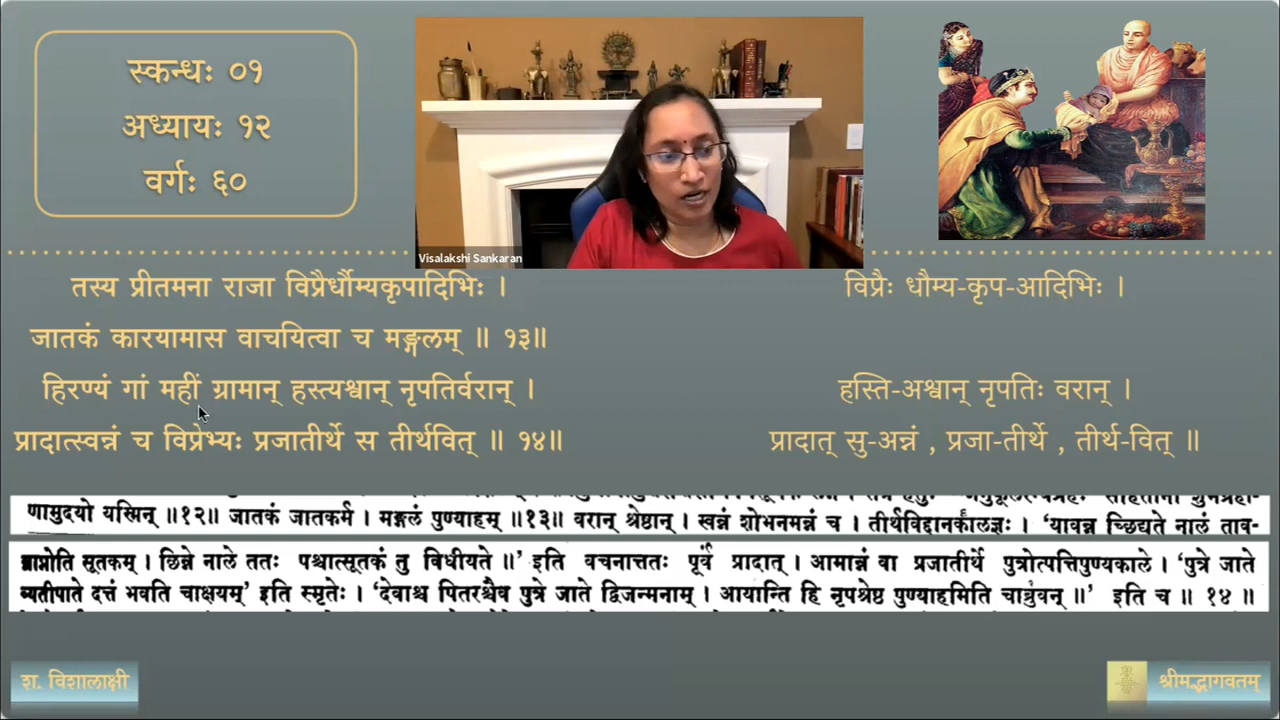 स्कन्धः ०१
अध्यायः १२
वर्गः ६०
Visalakshi Sankaran
तस्य प्रीतमना राजा विप्रैर्धौम्यकृपादिभिः ।
विप्रैः धौम्य-कृप-आदिभिः ।
जातकं कारयामास वाचयित्वा च मङ्गलम् ॥ १३॥
हिरण्यं गां महीं ग्रामान् हस्त्यश्वान् नृपतिर्वरान् ।
हस्ति-अश्वान् नृपतिः वरान् ।
प्रादात्स्वन्नं च विप्रेभ्यः प्रजातीर्थे स तीर्थवित् ॥ १४॥
प्रादात् सु-अन्नं , प्रजा-तीर्थे , तीर्थ-वित् ॥
णामुदयो यस्मिन् ॥१२॥ जातकं जातकर्म । मङ्गलं पुण्याहम् ॥१३॥ वरान् श्रेष्ठान् । स्वन्नं शोभनमन्नं च । तीर्थविद्दानकालज्ञः । ‘यावन्न च्छिद्यते नालं ताव-
न्नाप्नोति सूतकम् । छिन्ने नाले ततः पश्चात्सूतकं तु विधीयते ॥’ इति वचनात्ततः पूर्वं प्रादात् । आमान्नं वा प्रजातीर्थे पुत्रोत्पत्तिपुण्यकाले । ‘पुत्रे जाते
व्यतीपाते दत्तं भवति चाक्षयम्’ इति स्मृतेः । ‘देवाश्च पितरश्चैव पुत्रे जाते द्विजन्मनाम् । आयान्ति हि नृपश्रेष्ठ पुण्याहमिति चाब्रुवन् ॥’ इति च ॥ १४ ॥
श. विशालाक्षी
श्रीमद्भागवतम्